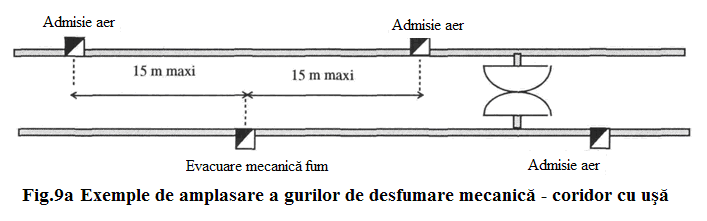 Admisie aer
Admisie aer
15 m maxi
15 m maxi
Evacuare mecanică fum
Admisie aer
Fig.9a Exemple de amplasare a gurilor de desfumare mecanică - coridor cu uşă